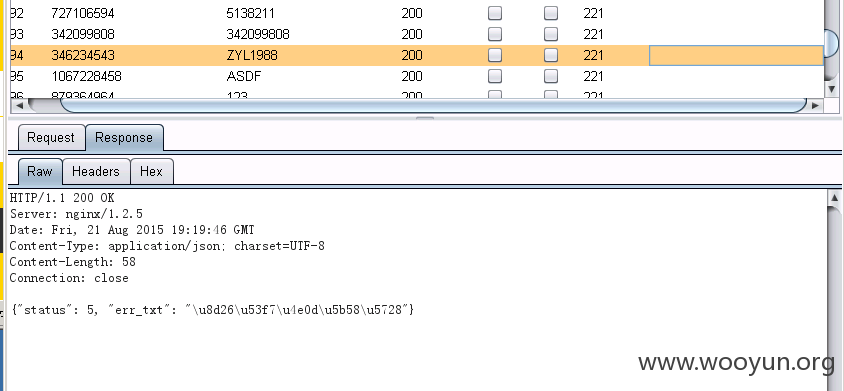 92 727106594 5138211 200 221
93 342099808 342099808 200 221
94 346234543 ZYL1988 200 221
95 1067228458 ASDF 200 221
96 879364964 123 200 221
Request Response
Raw Headers Hex
HTTP/1.1 200 OK
Server: nginx/1.2.5
Date: Fri, 21 Aug 2015 19:19:46 GMT
Content-Type: application/json; charset=UTF-8
Content-Length: 58
Connection: close
{"status": 5, "err_txt": "\u8d26\u53f7\u4e0d\u5b58\u5728"}
www.wooyun.org